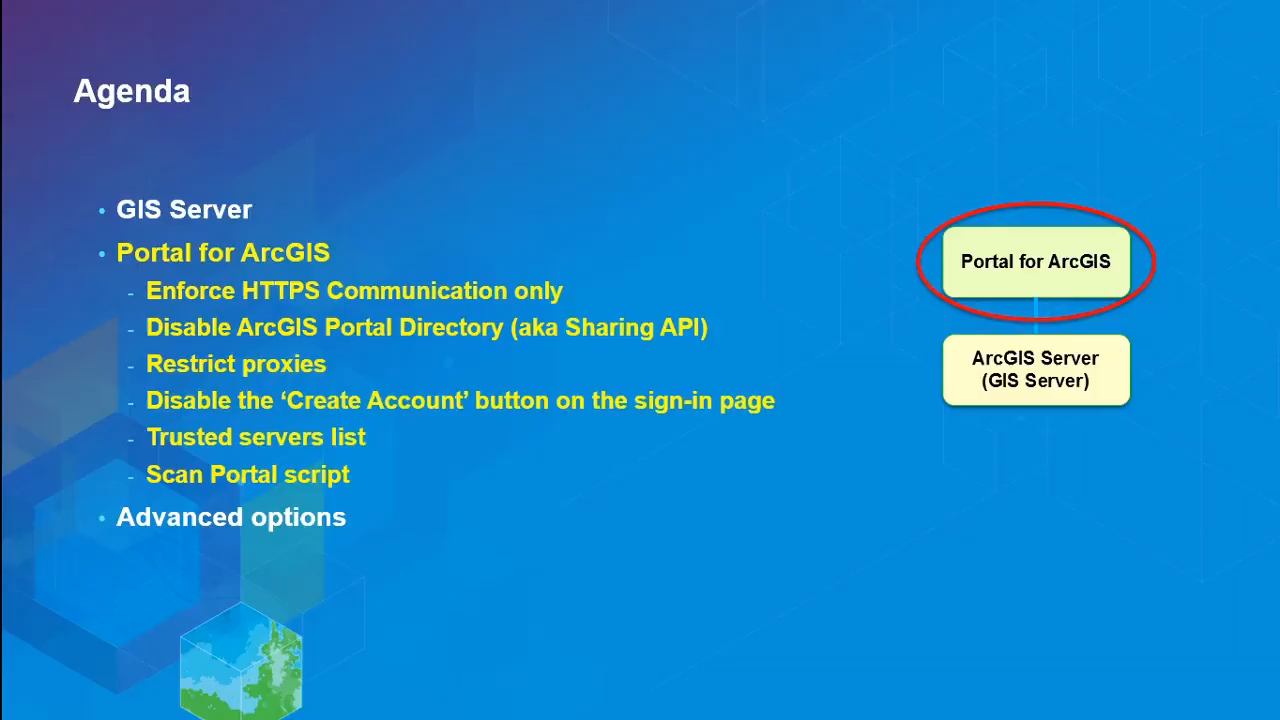 Agenda
• GIS Server
• Portal for ArcGIS
- Enforce HTTPS Communication only
- Disable ArcGIS Portal Directory (aka Sharing API)
- Restrict proxies
- Disable the ‘Create Account’ button on the sign-in page
- Trusted servers list
- Scan Portal script
• Advanced options
Portal for ArcGIS
ArcGIS Server
(GIS Server)